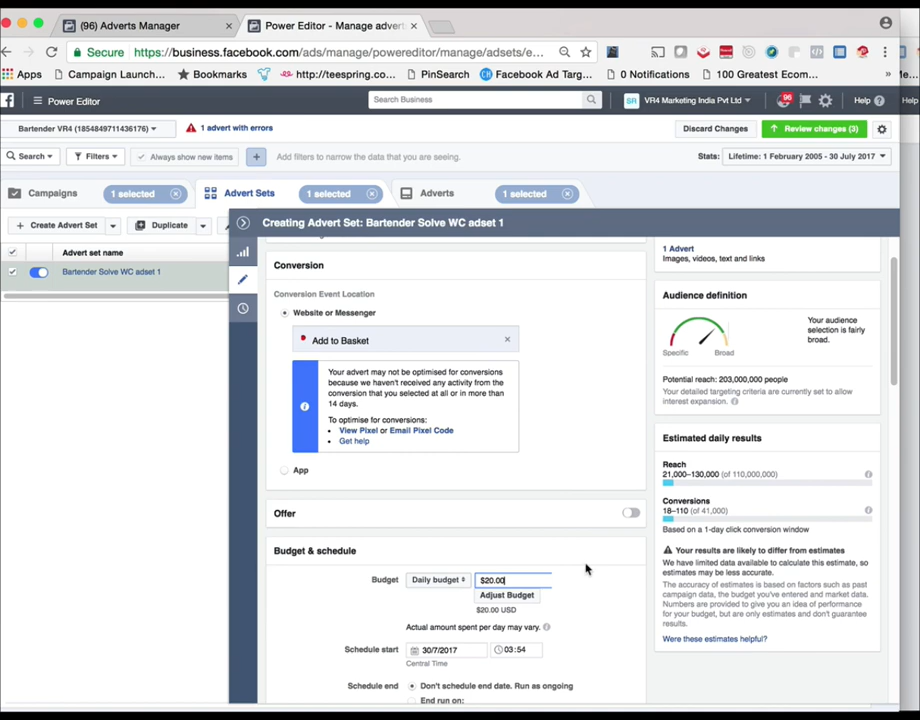 (96) Adverts Manager
Power Editor - Manage advert
Secure
https://business.facebook.com/ads/manage/powereditor/manage/adsets/e...
Apps
Campaign Launch...
Bookmarks
http://teespring.co...
PinSearch
Facebook Ad Targ...
0 Notifications
100 Greatest Ecom...
Power Editor
Search Business
VR4 Marketing India Pvt Ltd
96
Help
Help
Bartender VR4 (1854849711436176)
1 advert with errors
Discard Changes
Review changes (3)
Search
Filters
Always show new items
Add filters to narrow the data that you are seeing.
Stats:
Lifetime: 1 February 2005 - 30 July 2017
Campaigns
1 selected
Advert Sets
1 selected
Adverts
1 selected
Create Advert Set
Duplicate
Creating Advert Set: Bartender Solve WC adset 1
Advert set name
Bartender Solve WC adset 1
Conversion
Conversion Event Location
Website or Messenger
Add to Basket
Your advert may not be optimised for conversions
because we haven't received any activity from the
conversion that you selected at all or in more than
14 days.
To optimise for conversions:
• View Pixel or Email Pixel Code
• Get help
App
Offer
Budget & schedule
Budget
Daily budget
$20.00
Adjust Budget
$20.00 USD
Actual amount spent per day may vary.
Schedule start
30/7/2017
03:54
Central Time
Schedule end
Don't schedule end date. Run as ongoing
End run on:
1 Advert
Images, videos, text and links
Audience definition
Specific
Broad
Your audience
selection is fairly
broad.
Potential reach: 203,000,000 people
Your detailed targeting criteria are currently set to allow
interest expansion.
Estimated daily results
Reach
21,000–130,000 (of 110,000,000)
Conversions
18–110 (of 41,000)
Based on a 1-day click conversion window
Your results are likely to differ from estimates
We have limited data available to calculate this estimate, so
estimates may be less accurate.
The accuracy of estimates is based on factors such as past
campaign data, the budget you've entered and market data.
Numbers are provided to give you an idea of performance
for your budget, but are only estimates and don't guarantee
results.
Were these estimates helpful?